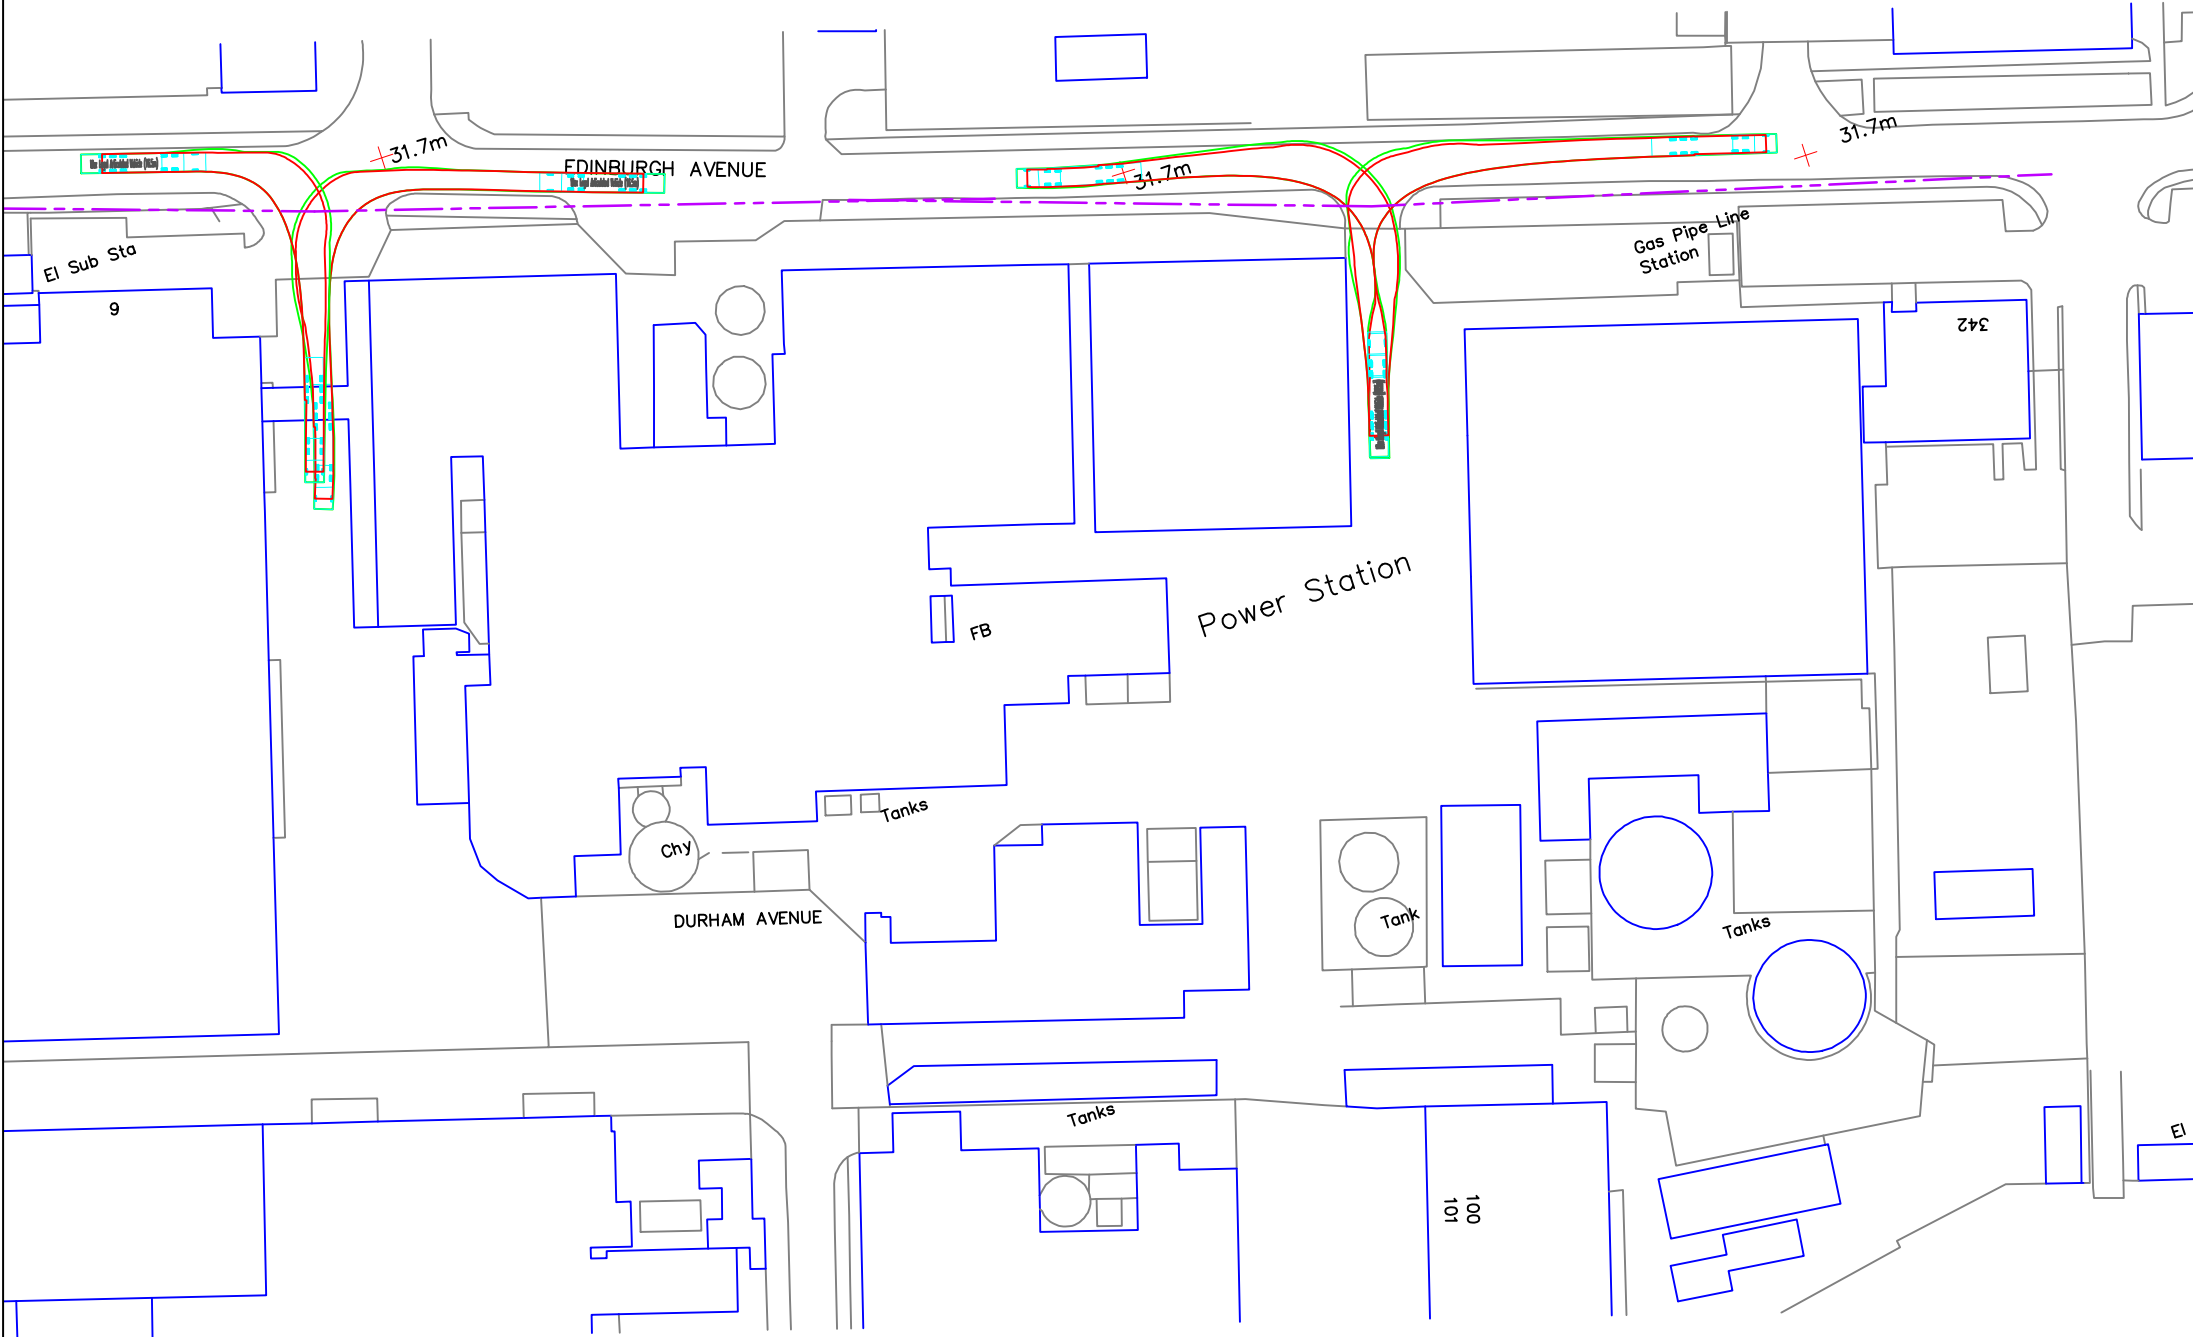 31.7m
EDINBURGH AVENUE
31.7m
31.7m
El Sub Sta
Gas Pipe Line
Station
9
342
Power Station
FB
Tanks
Chy
DURHAM AVENUE
Tank
Tanks
Tanks
El
100
101